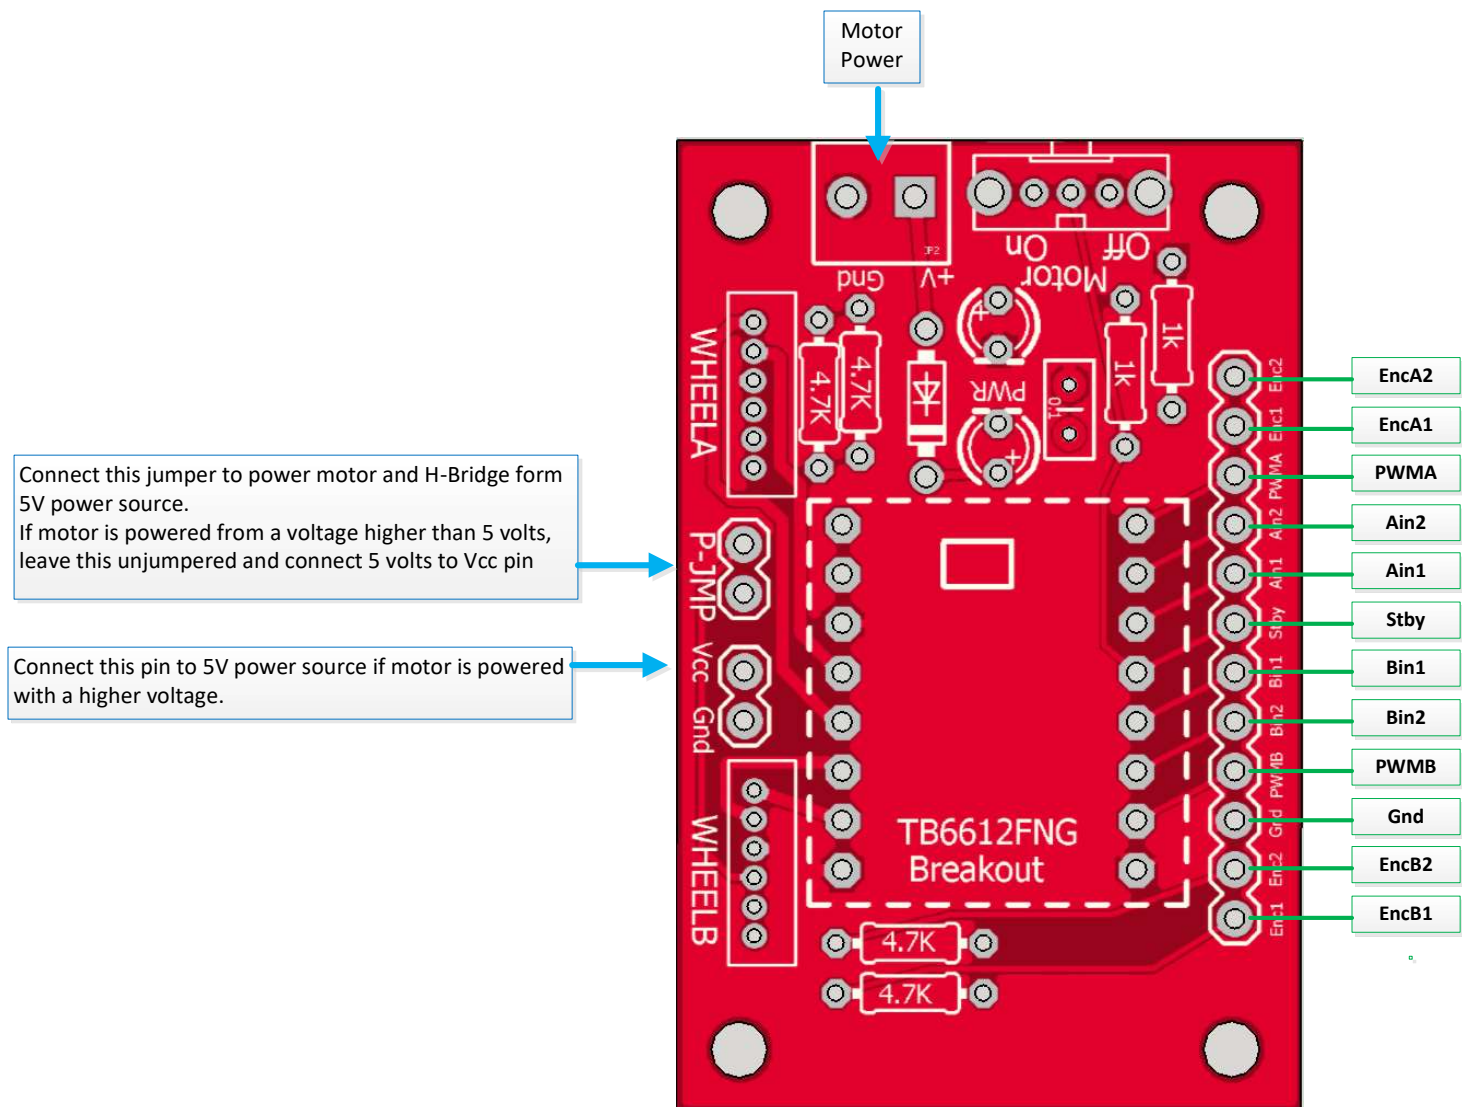 Motor
Power
On
Off
Motor
JP2
Gnd
+V
WHEELA
4.7K
4.7K
+
PWR
+
0.1
1k
1k
Enc2
EncA2
Enc1
EncA1
PWMA
PWMA
Ain2
Ain2
Ain1
Ain1
Stby
Stby
Bin1
Bin1
Bin2
Bin2
PWMB
PWMB
Gnd
Gnd
Enc2
EncB2
Enc1
EncB1
Connect this jumper to power motor and H-Bridge form
5V power source.
If motor is powered from a voltage higher than 5 volts,
leave this unjumpered and connect 5 volts to Vcc pin
P-JMP
Connect this pin to 5V power source if motor is powered
with a higher voltage.
Vcc
Gnd
WHEELB
TB6612FNG
Breakout
4.7K
4.7K